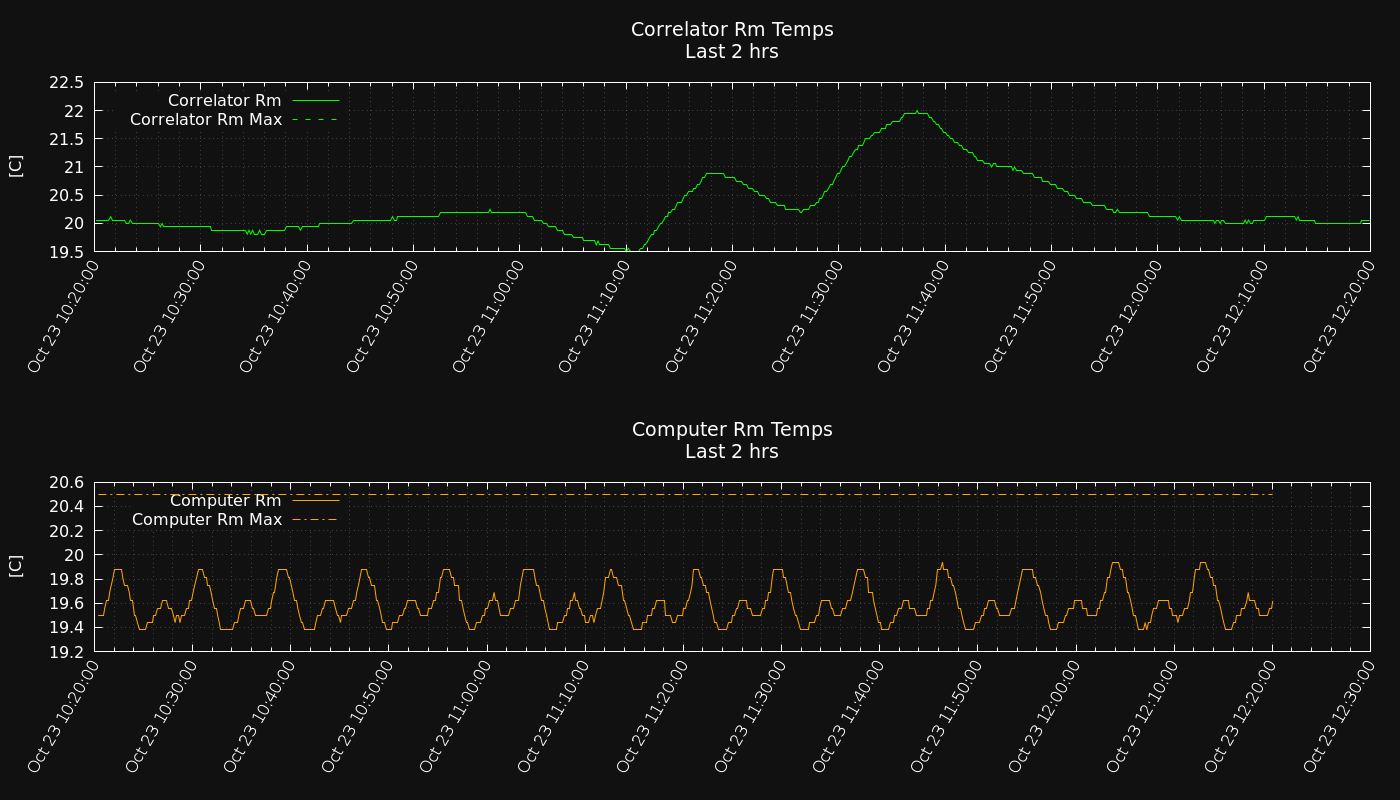 Correlator Rm Temps
Last 2 hrs
22.5
22
21.5
21
20.5
20
19.5
[C]
Correlator Rm
Correlator Rm Max
Oct 23 10:20:00
Oct 23 10:30:00
Oct 23 10:40:00
Oct 23 10:50:00
Oct 23 11:00:00
Oct 23 11:10:00
Oct 23 11:20:00
Oct 23 11:30:00
Oct 23 11:40:00
Oct 23 11:50:00
Oct 23 12:00:00
Oct 23 12:10:00
Oct 23 12:20:00
Computer Rm Temps
Last 2 hrs
20.6
20.4
20.2
20
19.8
19.6
19.4
19.2
[C]
Computer Rm
Computer Rm Max
Oct 23 10:20:00
Oct 23 10:30:00
Oct 23 10:40:00
Oct 23 10:50:00
Oct 23 11:00:00
Oct 23 11:10:00
Oct 23 11:20:00
Oct 23 11:30:00
Oct 23 11:40:00
Oct 23 11:50:00
Oct 23 12:00:00
Oct 23 12:10:00
Oct 23 12:20:00
Oct 23 12:30:00